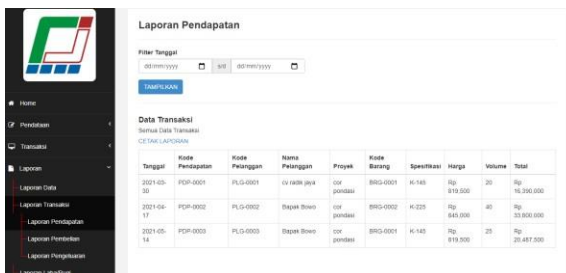 Laporan Pendapatan
Filter Tanggal
dd/mm/yyyy s/d dd/mm/yyyy
TAMPILKAN
Home
Pendataan
Transaksi
Laporan
Laporan Data
Laporan Transaksi
Laporan Pendapatan
Laporan Pembelian
Laporan Pengeluaran
Laporan Laba/Rugi
Data Transaksi
Semua Data Transaksi
CETAK LAPORAN
Tanggal Kode Pendapatan Kode Pelanggan Nama Pelanggan Proyek Kode Barang Spesifikasi Harga Volume Total
2021-03-30 PDP-0001 PLG-0001 cv radik jaya cor pondasi BRG-0001 K-145 Rp. 819,500 20 Rp. 16,390,000
2021-04-17 PDP-0002 PLG-0002 Bapak Bowo cor pondasi BRG-0002 K-225 Rp. 845,000 40 Rp. 33,800,000
2021-05-14 PDP-0003 PLG-0003 Bapak Bowo cor pondasi BRG-0001 K-145 Rp. 819,500 25 Rp. 20,487,500